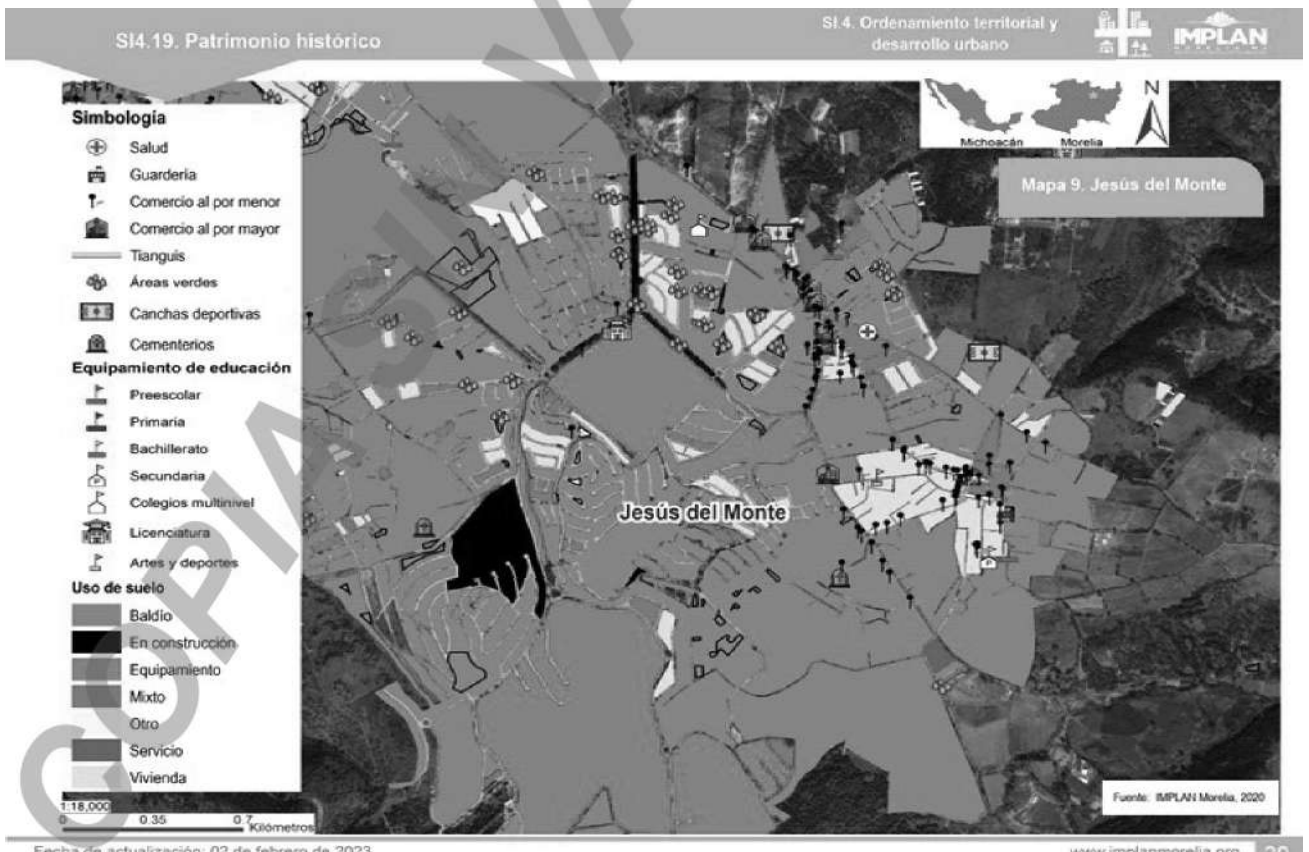 SI4.19. Patrimonio histórico
SI.4. Ordenamiento territorial y
desarrollo urbano
IMPLAN
Simbología
Salud
Guardería
Comercio al por menor
Comercio al por mayor
Tianguis
Áreas verdes
Canchas deportivas
Cementerios
Equipamiento de educación
Preescolar
Primaria
Bachillerato
Secundaria
Colegios multinivel
Licenciatura
Artes y deportes
Uso de suelo
Baldío
En construcción
Equipamiento
Mixto
Otro
Servicio
Vivienda
1:18,000
0 0.35 0.7
Kilómetros
Michoacán
Morelia
N
Mapa 9. Jesús del Monte
Jesús del Monte
Fuente: IMPLAN Morelia, 2020
Fecha de actualización: 02 de febrero de 2023
www.implanmorelia.org
COPIA